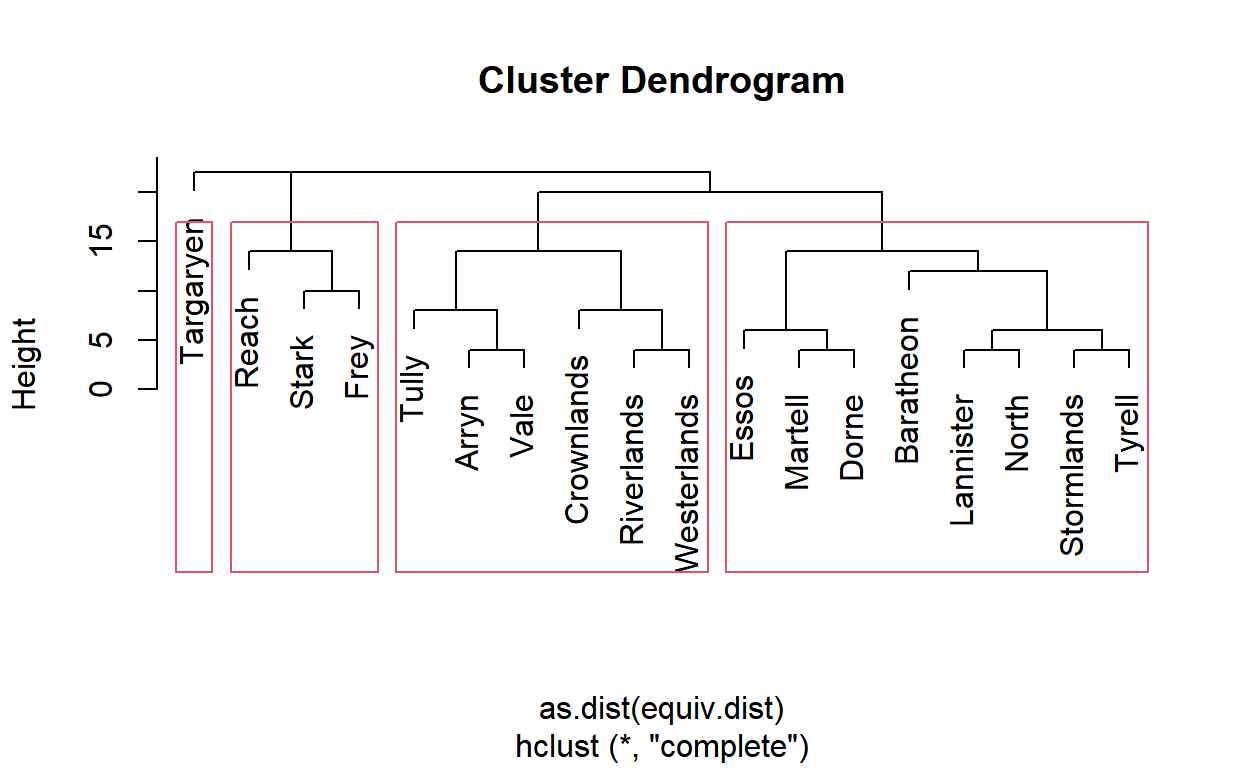 Cluster Dendrogram
Height
15
5
0
Targaryen
Reach
Stark
Frey
Tully
Arryn
Vale
Crownlands
Riverlands
Westerlands
Essos
Martell
Dorne
Baratheon
Lannister
North
Stormlands
Tyrell
as.dist(equiv.dist)
hclust (*, "complete")